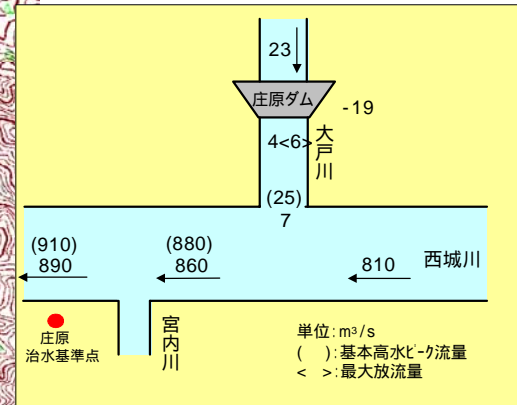 23
庄原ダム
-19
4<6>
大戸川
(25)
7
(910)
890
(880)
860
810
西城川
庄原
治水基準点
宮内川
単位:m³/s
( ):基本高水ピーク流量
< >:最大放流量